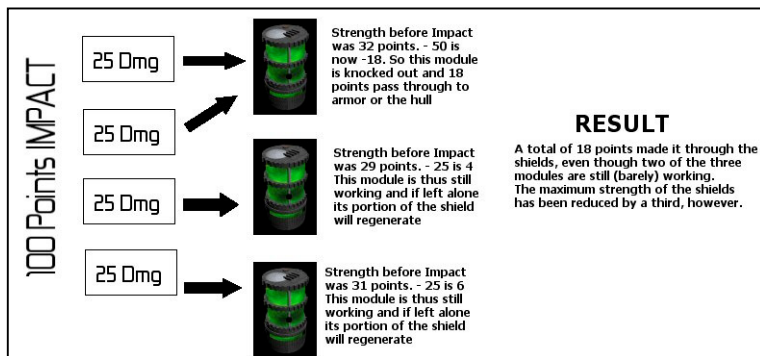 100 Points IMPACT
25 Dmg
25 Dmg
25 Dmg
25 Dmg
Strength before Impact
was 32 points. - 50 is
now -18. So this module
is knocked out and 18
points pass through to
armor or the hull
Strength before Impact
was 29 points. - 25 is 4
This module is thus still
working and if left alone
its portion of the shield
will regenerate
Strength before Impact
was 31 points. - 25 is 6
This module is thus still
working and if left alone
its portion of the shield
will regenerate
RESULT
A total of 18 points made it through the
shields, even though two of the three
modules are still (barely) working.
The maximum strength of the shields
has been reduced by a third, however.